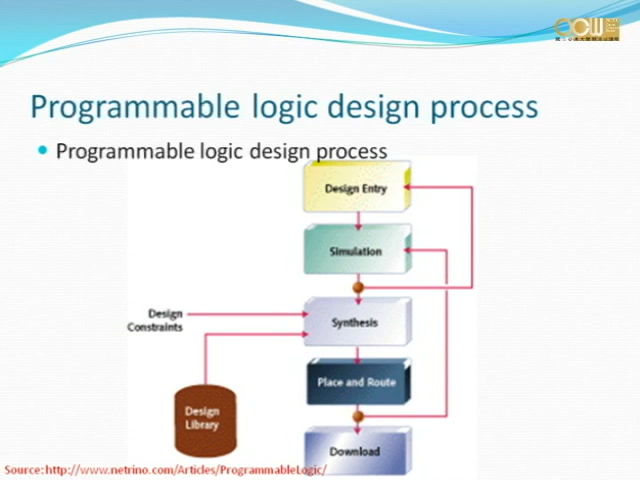 Programmable logic design process
Programmable logic design process
Design Entry
Simulation
Design
Constraints
Synthesis
Place and Route
Design
Library
Download
Source: http://www.netrino.com/Articles/ProgrammableLogic/